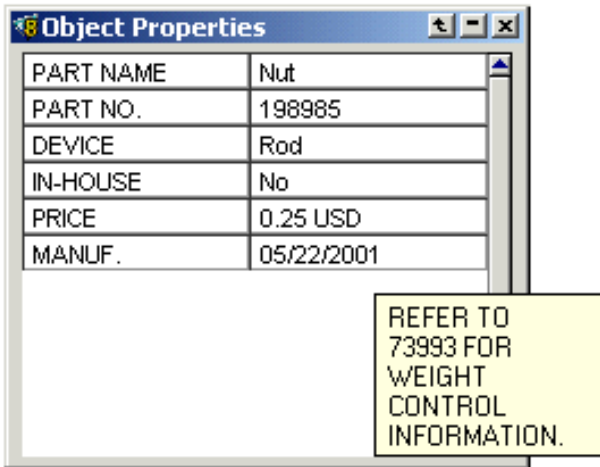 Object Properties
PART NAME Nut
PART NO. 198985
DEVICE Rod
IN-HOUSE No
PRICE 0.25 USD
MANUF. 05/22/2001
REFER TO
73993 FOR
WEIGHT
CONTROL
INFORMATION.